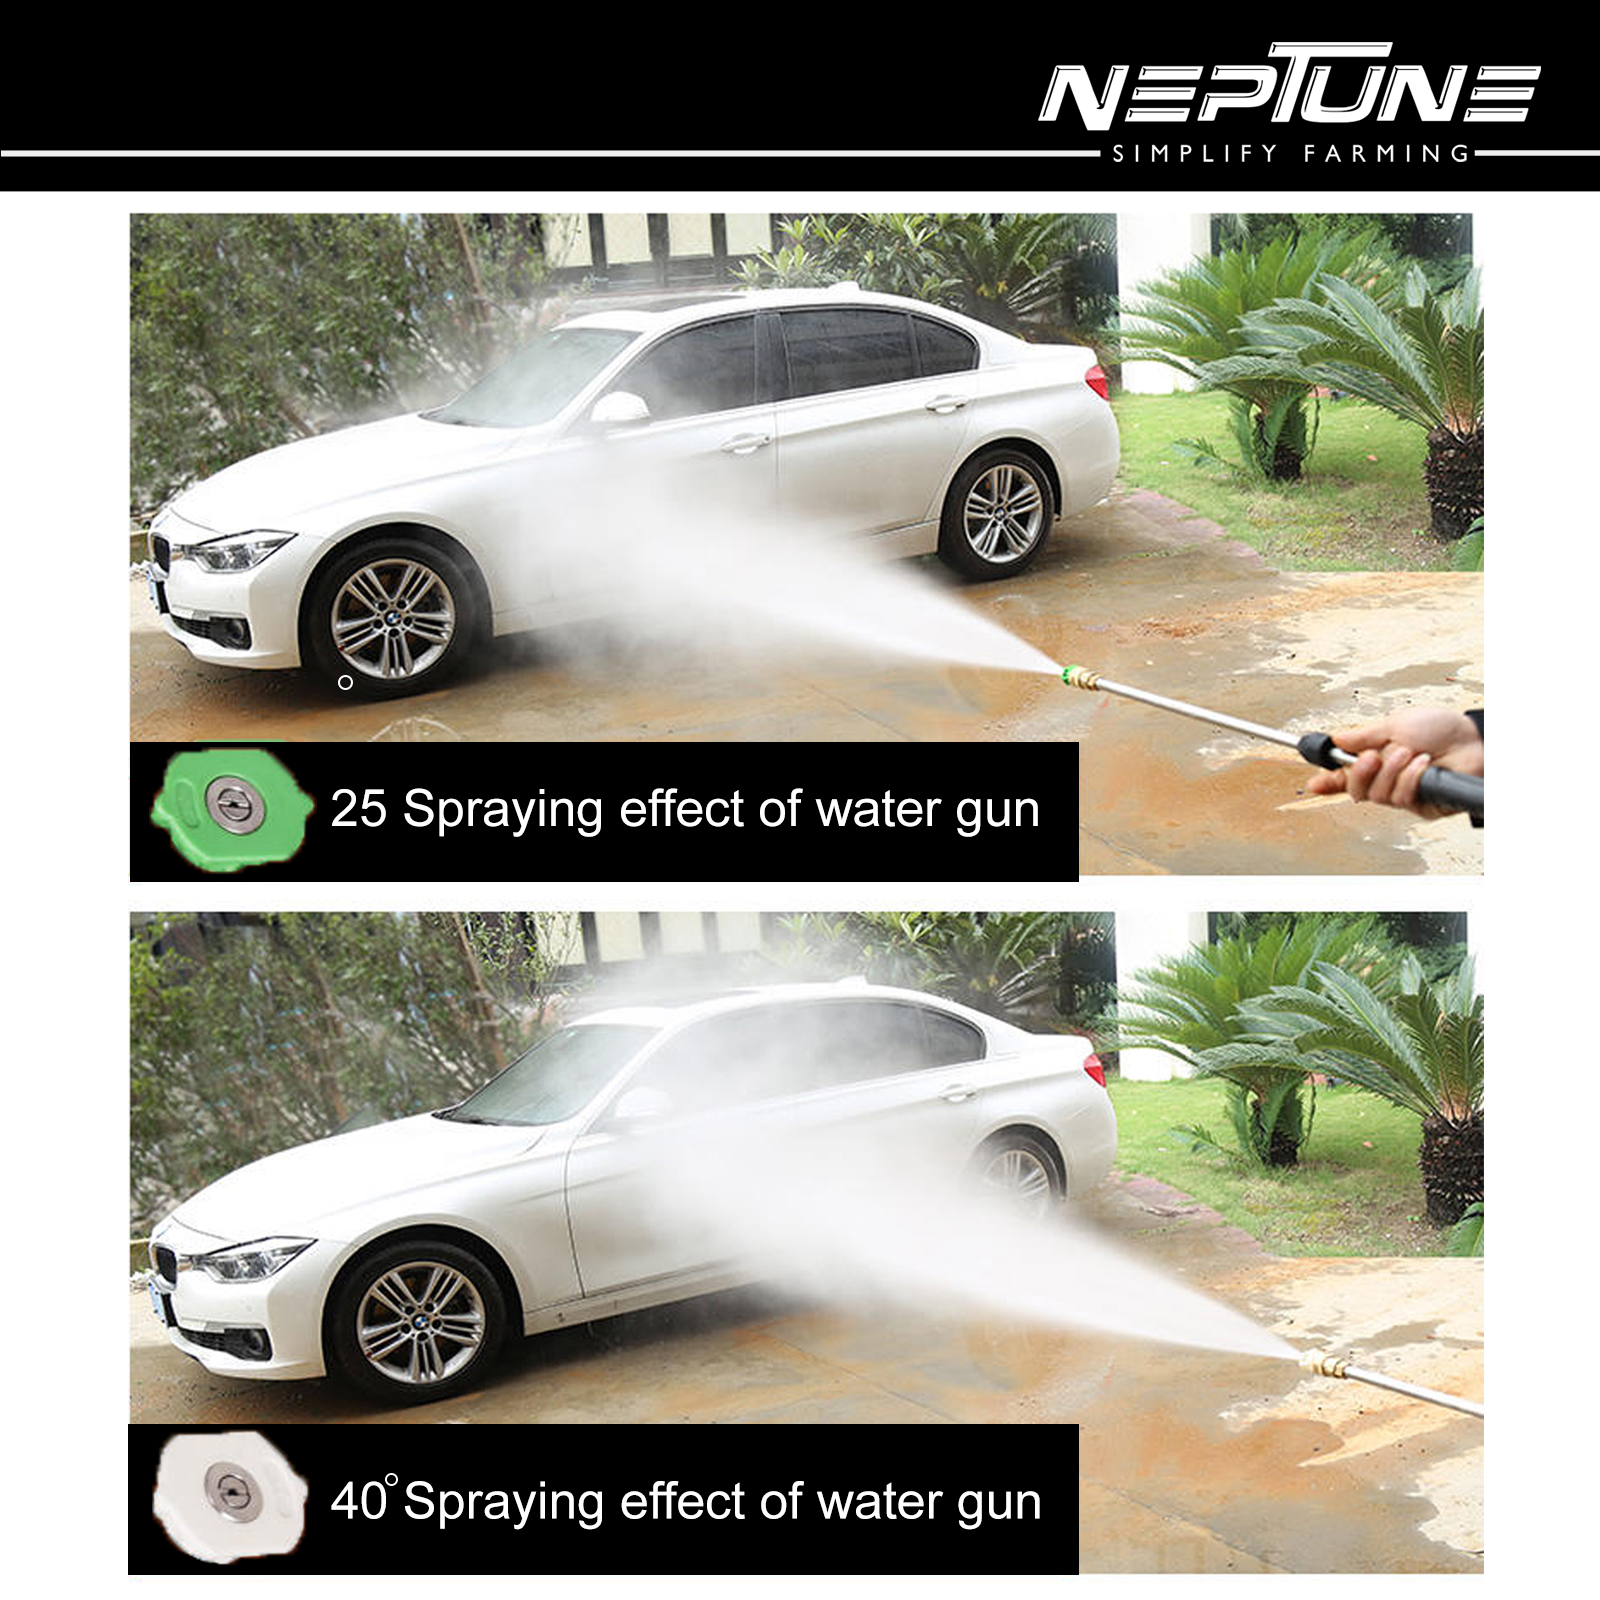 NEPTUNE
SIMPLIFY FARMING
25 Spraying effect of water gun
40° Spraying effect of water gun